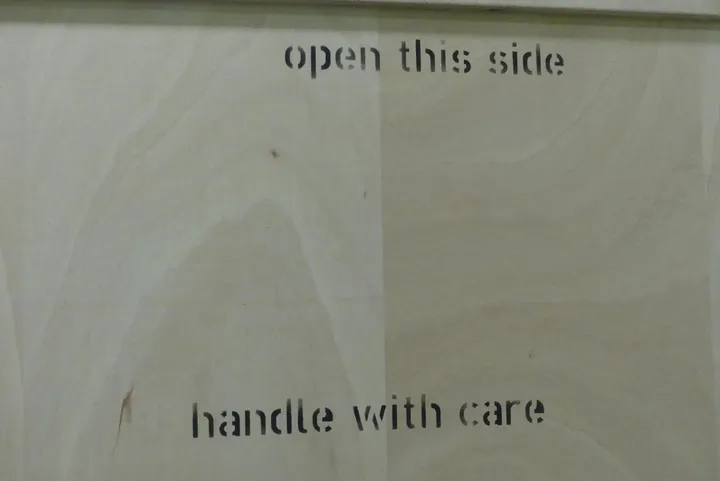 open this side
handle with care